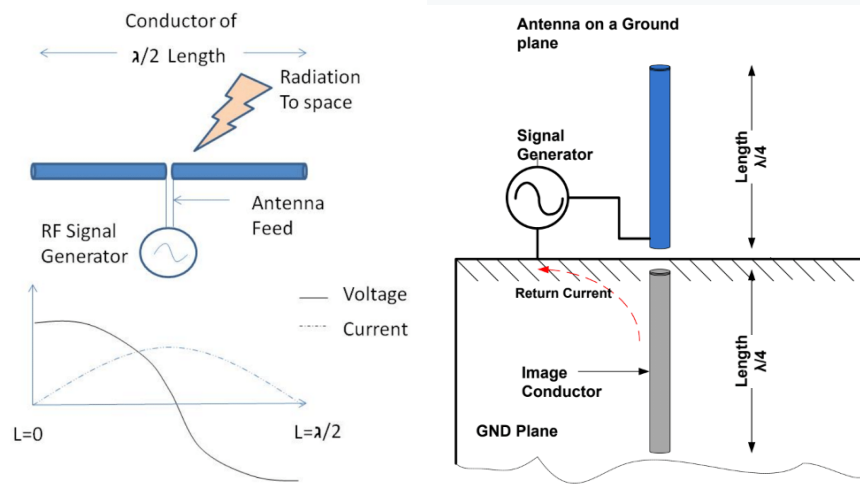 Conductor of
λ/2 Length
Radiation
To space
Antenna
Feed
RF Signal
Generator
Voltage
Current
L=0
L=λ/2
Antenna on a Ground
plane
Signal
Generator
Length
λ/4
Return Current
Image
Conductor
Length
λ/4
GND Plane